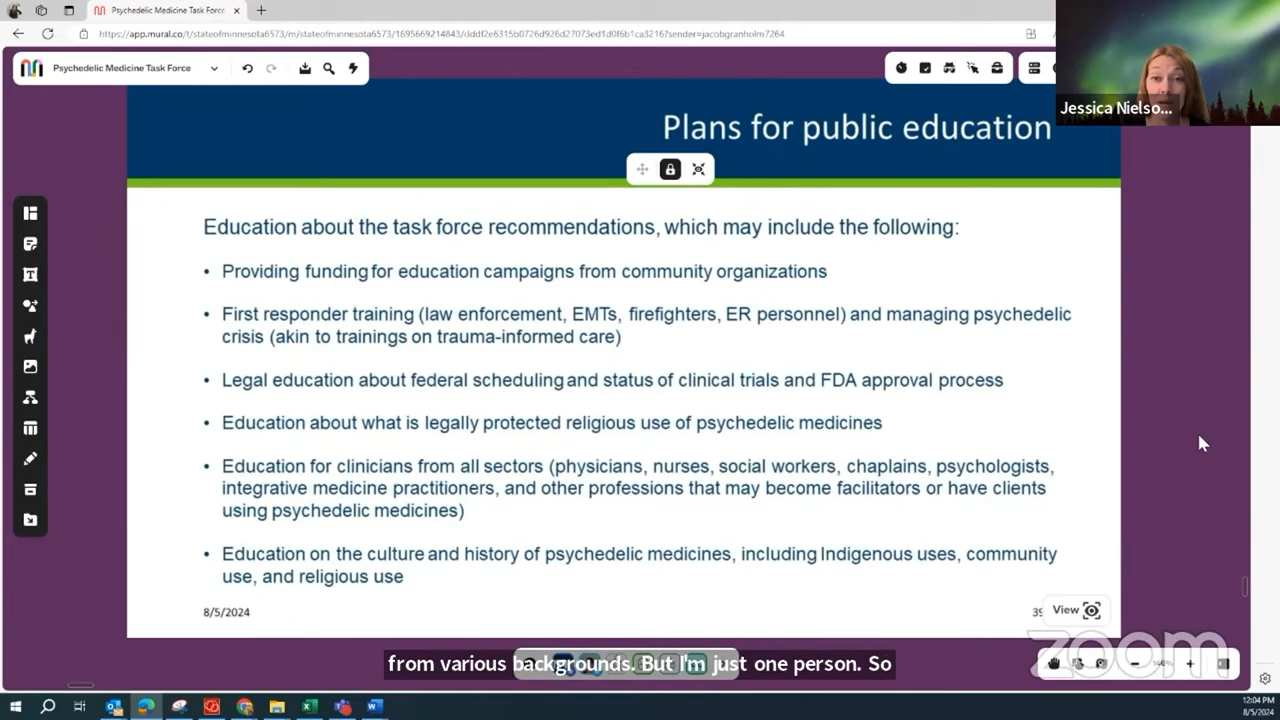 Psychedelic Medicine Task Force
https://app.mural.co/t/stateofminnesota6573/m/stateofminnesota6573/1695669214843/dddf2e6315b0726d926d27073ed1d0f6b1ca3216?sender=jacobgranholm7264
Psychedelic Medicine Task Force
Jessica Nielso...
Plans for public education
Education about the task force recommendations, which may include the following:
• Providing funding for education campaigns from community organizations
• First responder training (law enforcement, EMTs, firefighters, ER personnel) and managing psychedelic
crisis (akin to trainings on trauma-informed care)
• Legal education about federal scheduling and status of clinical trials and FDA approval process
• Education about what is legally protected religious use of psychedelic medicines
• Education for clinicians from all sectors (physicians, nurses, social workers, chaplains, psychologists,
integrative medicine practitioners, and other professions that may become facilitators or have clients
using psychedelic medicines)
• Education on the culture and history of psychedelic medicines, including Indigenous uses, community
use, and religious use
8/5/2024
39
View
zoom
from various backgrounds. But I'm just one person. So
12:04 PM
8/5/2024